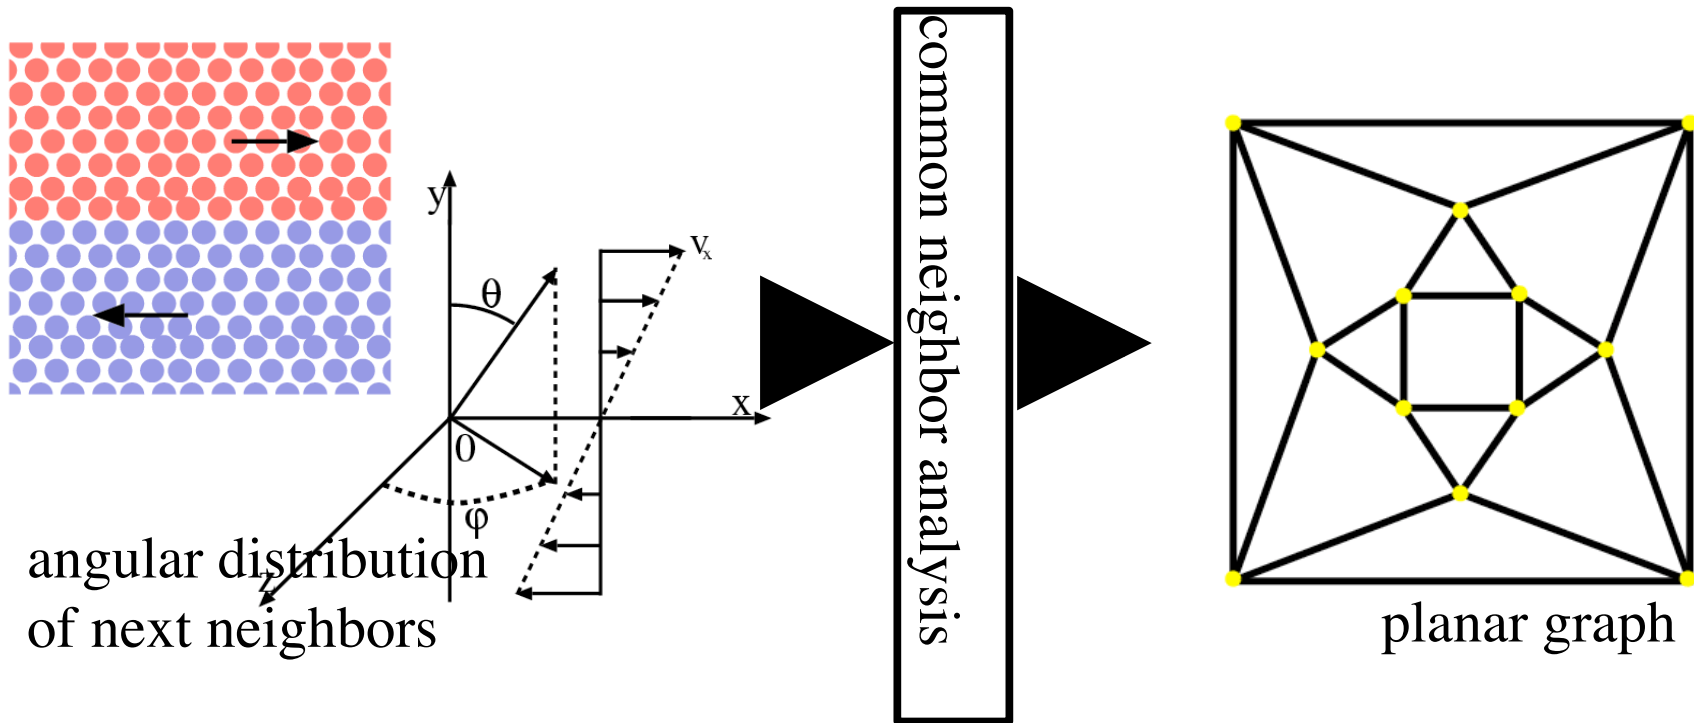 y
θ
vx
x
0
φ
z
angular distribution
of next neighbors
common neighbor analysis
planar graph